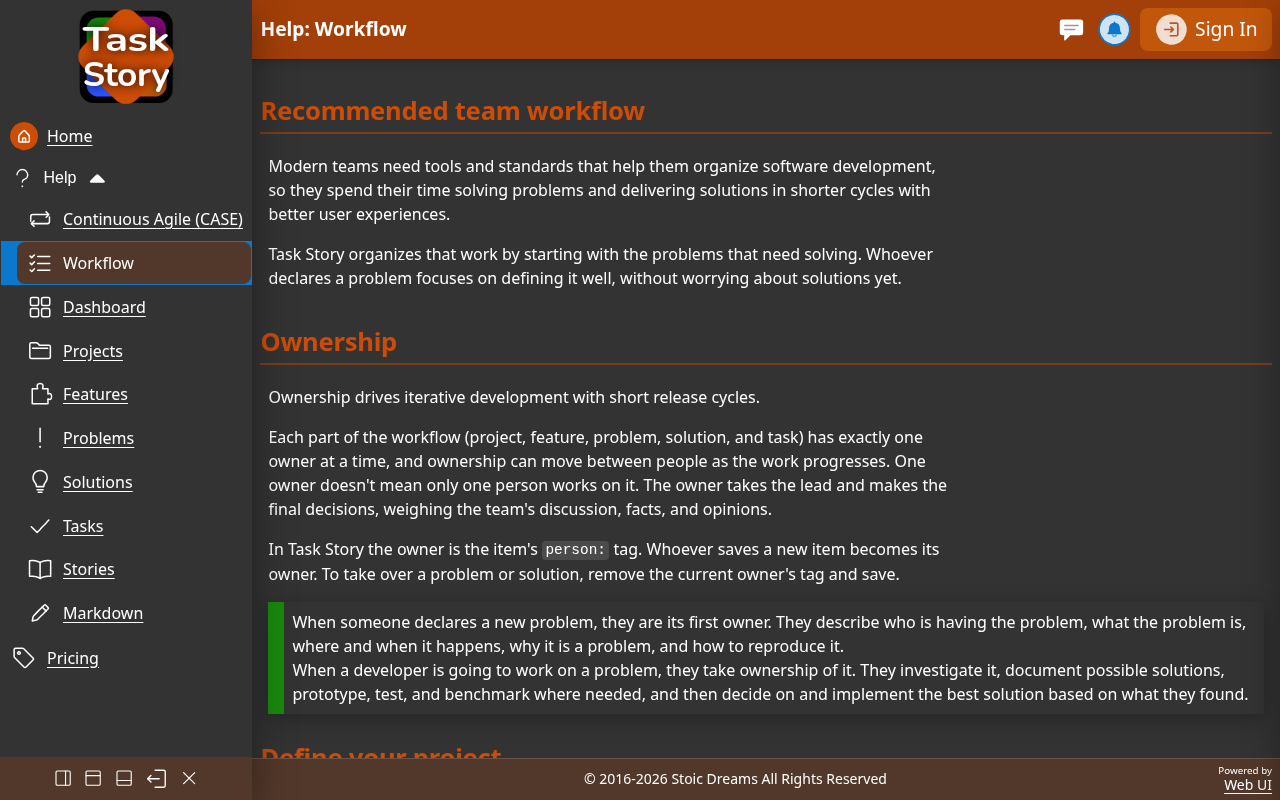 Task
Story
Home
Help
Continuous Agile (CASE)
Workflow
Dashboard
Projects
Features
Problems
Solutions
Tasks
Stories
Markdown
Pricing
Help: Workflow
Sign In
Recommended team workflow
Modern teams need tools and standards that help them organize software development,
so they spend their time solving problems and delivering solutions in shorter cycles with
better user experiences.
Task Story organizes that work by starting with the problems that need solving. Whoever
declares a problem focuses on defining it well, without worrying about solutions yet.
Ownership
Ownership drives iterative development with short release cycles.
Each part of the workflow (project, feature, problem, solution, and task) has exactly one
owner at a time, and ownership can move between people as the work progresses. One
owner doesn't mean only one person works on it. The owner takes the lead and makes the
final decisions, weighing the team's discussion, facts, and opinions.
In Task Story the owner is the item's person: tag. Whoever saves a new item becomes its
owner. To take over a problem or solution, remove the current owner's tag and save.
When someone declares a new problem, they are its first owner. They describe who is having the problem, what the problem is,
where and when it happens, why it is a problem, and how to reproduce it.
When a developer is going to work on a problem, they take ownership of it. They investigate it, document possible solutions,
prototype, test, and benchmark where needed, and then decide on and implement the best solution based on what they found.
Define your project
© 2016-2026 Stoic Dreams All Rights Reserved
Powered by
Web UI